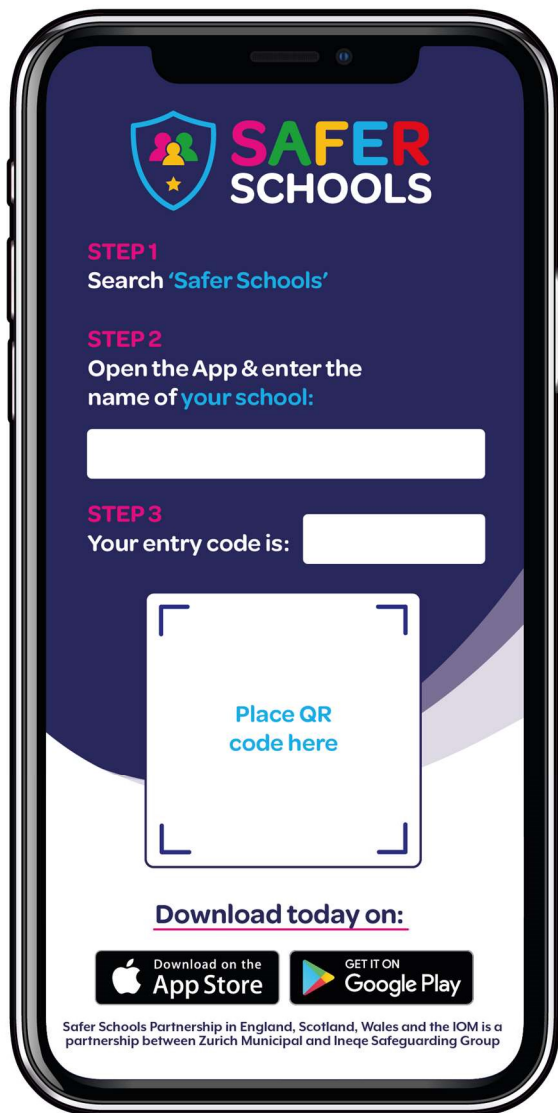 SAFER
SCHOOLS
STEP 1
Search ‘Safer Schools’
STEP 2
Open the App & enter the
name of your school:
STEP 3
Your entry code is:
Place QR
code here
Download today on:
Download on the
App Store
GET IT ON
Google Play
Safer Schools Partnership in England, Scotland, Wales and the IOM is a
partnership between Zurich Municipal and Ineqe Safeguarding Group